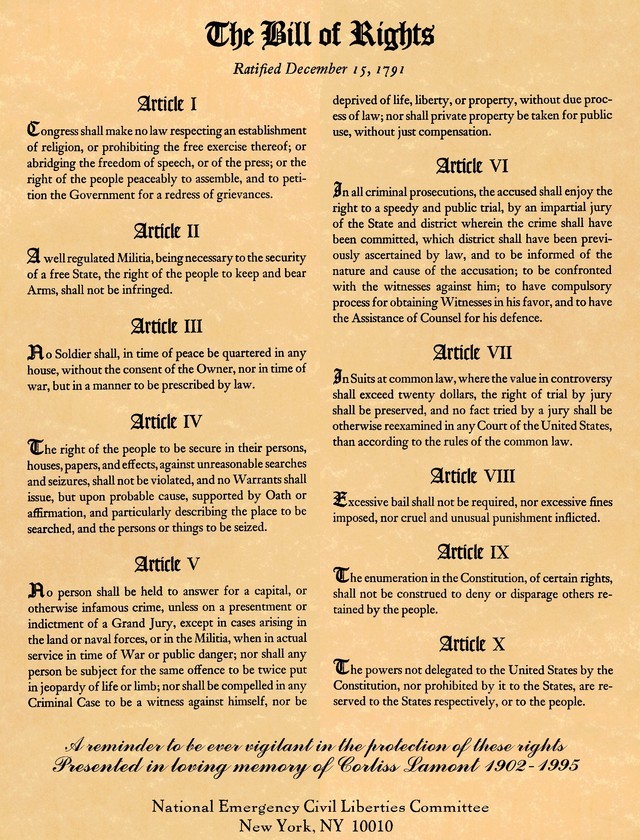 The Bill of Rights
Ratified December 15, 1791
Article I
Congress shall make no law respecting an establishment
of religion, or prohibiting the free exercise thereof; or
abridging the freedom of speech, or of the press; or the
right of the people peaceably to assemble, and to peti-
tion the Government for a redress of grievances.
Article II
A well regulated Militia, being necessary to the security
of a free State, the right of the people to keep and bear
Arms, shall not be infringed.
Article III
No Soldier shall, in time of peace be quartered in any
house, without the consent of the Owner, nor in time of
war, but in a manner to be prescribed by law.
Article IV
The right of the people to be secure in their persons,
houses, papers, and effects, against unreasonable searches
and seizures, shall not be violated, and no Warrants shall
issue, but upon probable cause, supported by Oath or
affirmation, and particularly describing the place to be
searched, and the persons or things to be seized.
Article V
No person shall be held to answer for a capital, or
otherwise infamous crime, unless on a presentment or
indictment of a Grand Jury, except in cases arising in
the land or naval forces, or in the Militia, when in actual
service in time of War or public danger; nor shall any
person be subject for the same offence to be twice put
in jeopardy of life or limb; nor shall be compelled in any
Criminal Case to be a witness against himself, nor be
deprived of life, liberty, or property, without due proc-
ess of law; nor shall private property be taken for public
use, without just compensation.
Article VI
In all criminal prosecutions, the accused shall enjoy the
right to a speedy and public trial, by an impartial jury
of the State and district wherein the crime shall have
been committed, which district shall have been previ-
ously ascertained by law, and to be informed of the
nature and cause of the accusation; to be confronted
with the witnesses against him; to have compulsory
process for obtaining Witnesses in his favor, and to have
the Assistance of Counsel for his defence.
Article VII
In Suits at common law, where the value in controversy
shall exceed twenty dollars, the right of trial by jury
shall be preserved, and no fact tried by a jury shall be
otherwise reexamined in any Court of the United States,
than according to the rules of the common law.
Article VIII
Excessive bail shall not be required, nor excessive fines
imposed, nor cruel and unusual punishment inflicted.
Article IX
The enumeration in the Constitution, of certain rights,
shall not be construed to deny or disparage others re-
tained by the people.
Article X
The powers not delegated to the United States by the
Constitution, nor prohibited by it to the States, are re-
served to the States respectively, or to the people.
A reminder to be ever vigilant in the protection of these rights
Presented in loving memory of Corliss Lamont 1902-1995
National Emergency Civil Liberties Committee
New York, NY 10010